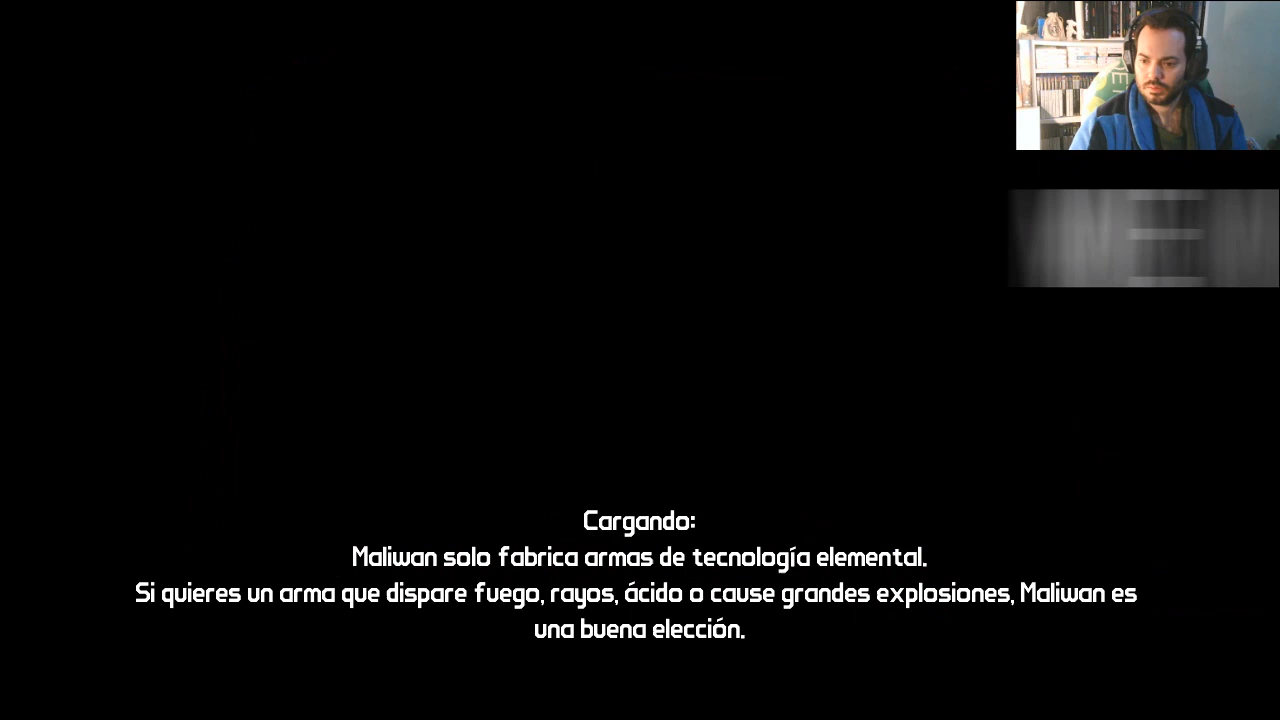 Cargando:
Maliwan solo fabrica armas de tecnología elemental.
Si quieres un arma que dispare fuego, rayos, ácido o cause grandes explosiones, Maliwan es
una buena elección.